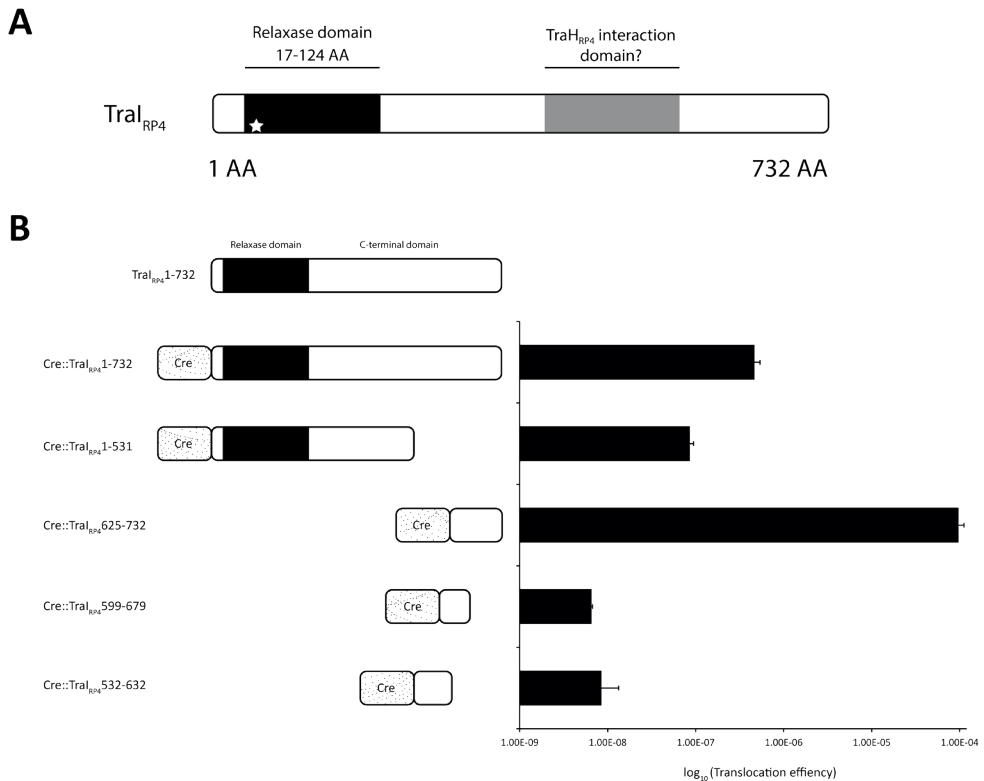 A
Relaxase domain
17-124 AA
TraH RP4 interaction
domain?
TraI RP4
1 AA
732 AA
B
Relaxase domain
C-terminal domain
TraI RP4 1-732
Cre::TraI RP4 1-732
Cre
Cre::TraI RP4 1-531
Cre
Cre::TraI RP4 625-732
Cre
Cre::TraI RP4 599-679
Cre
Cre::TraI RP4 532-632
Cre
1.00E-09
1.00E-08
1.00E-07
1.00E-06
1.00E-05
1.00E-04
log10 (Translocation effiency)